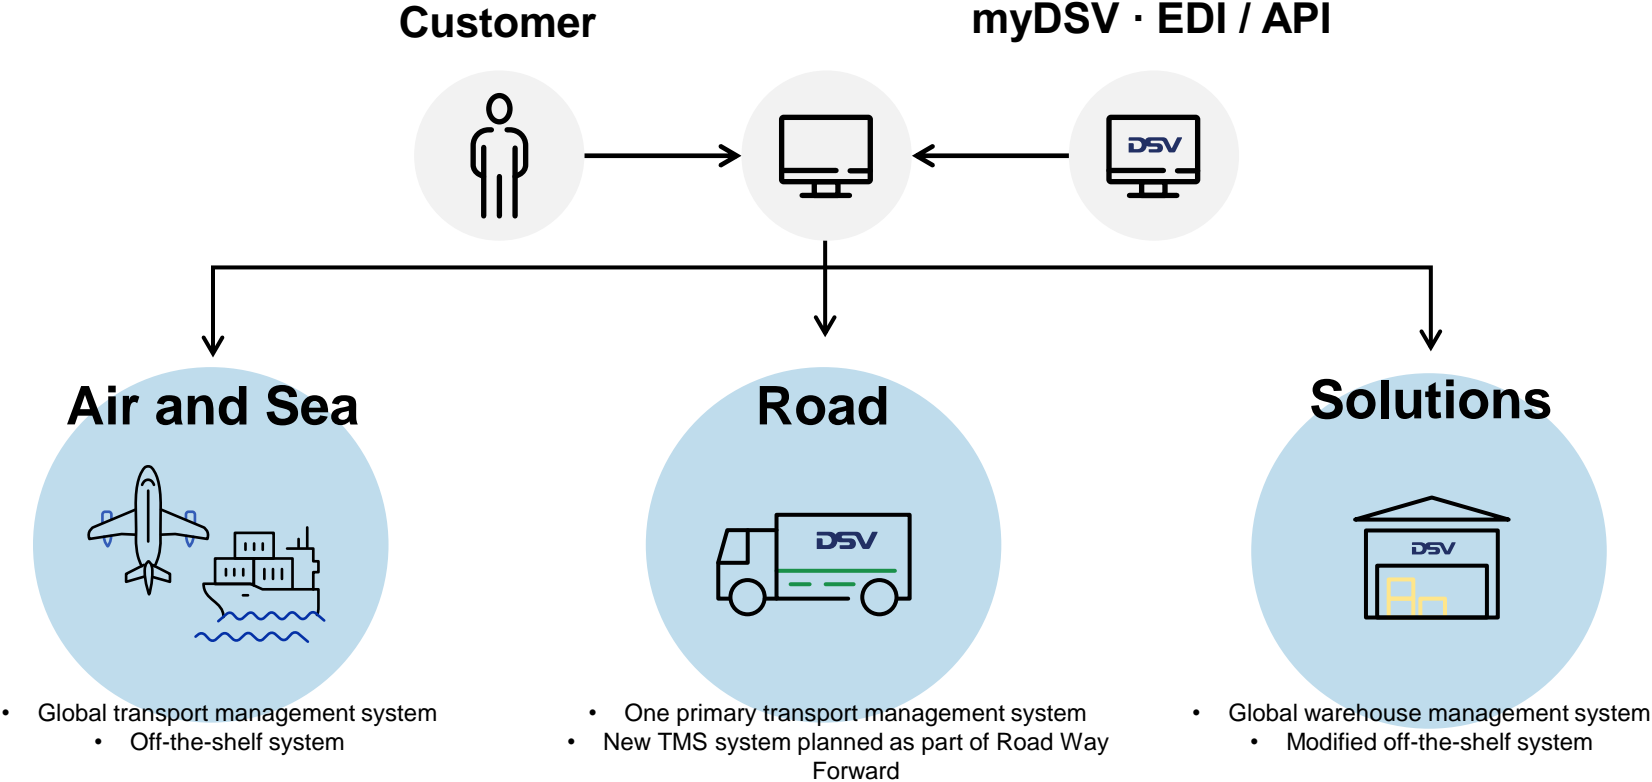 Customer
myDSV · EDI / API
DSV
Air and Sea
Road
Solutions
DSV
DSV
• Global transport management system
• Off-the-shelf system
• One primary transport management system
• New TMS system planned as part of Road Way
Forward
• Global warehouse management system
• Modified off-the-shelf system